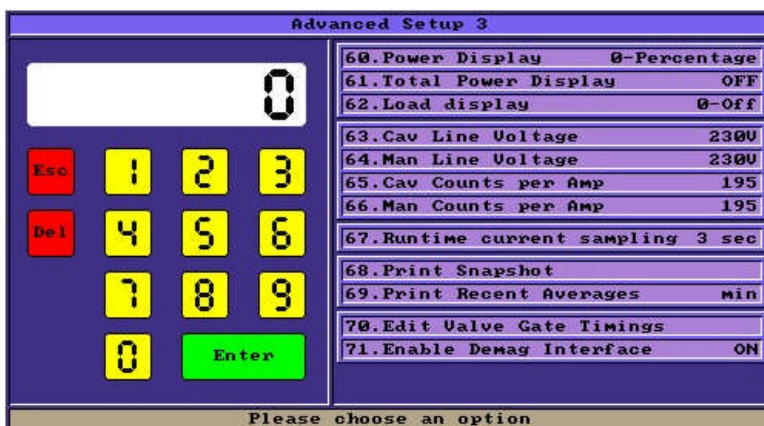 Advanced Setup 3
0
Esc 1 2 3
Del 4 5 6
7 8 9
0 Enter
60.Power Display 0-Percentage
61.Total Power Display OFF
62.Load display 0-Off
63.Cav Line Voltage 230V
64.Man Line Voltage 230V
65.Cav Counts per Amp 195
66.Man Counts per Amp 195
67.Runtime current sampling 3 sec
68.Print Snapshot
69.Print Recent Averages min
70.Edit Valve Gate Timings
71.Enable Demag Interface ON
Please choose an option